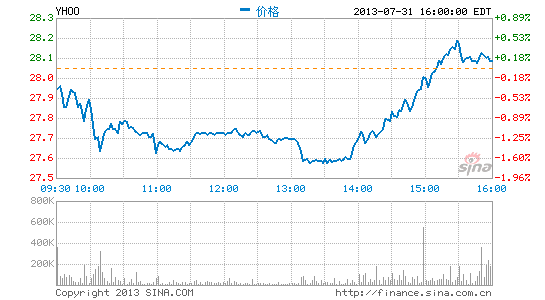 YHOO 价格 2013-07-31 16:00:00 EDT
28.3 0.89%
28.2 0.53%
28.1 0.18%
28.0 0.18%
27.9 0.53%
27.8 0.89%
27.7 1.25%
27.6 1.60%
27.5 1.96%
09:30 10:00 11:00 12:00 13:00 14:00 15:00 16:00
sina
800K
600K
400K
200K
Copyright 2013 SINA.COM http://finance.sina.com.cn